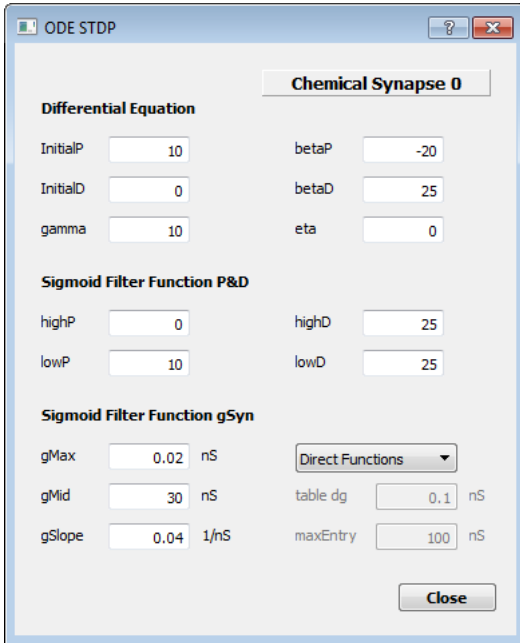 ODE STDP
?
Chemical Synapse 0
Differential Equation
InitialP 10 betaP -20
InitialD 0 betaD 25
gamma 10 eta 0
Sigmoid Filter Function P&D
highP 0 highD 25
lowP 10 lowD 25
Sigmoid Filter Function gSyn
gMax 0.02 nS Direct Functions
gMid 30 nS table dg 0.1 nS
gSlope 0.04 1/nS maxEntry 100 nS
Close